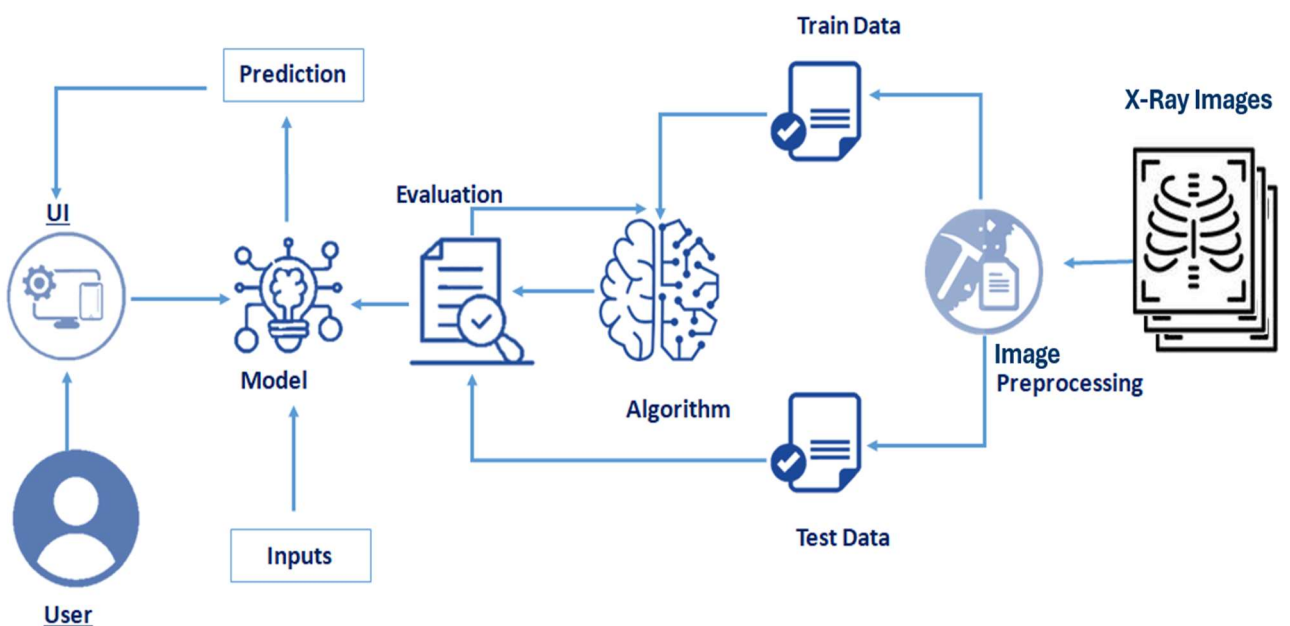 Train Data
Prediction
X-Ray Images
Evaluation
UI
Image
Preprocessing
Model
Algorithm
Test Data
Inputs
User